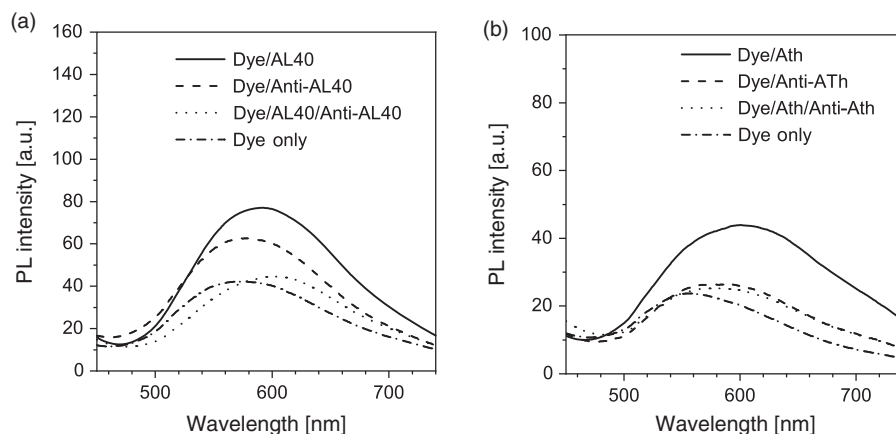 (a)
160
140
120
100
80
60
40
20
0
PL intensity [a.u.]
Dye/AL40
Dye/Anti-AL40
Dye/AL40/Anti-AL40
Dye only
500
600
700
Wavelength [nm]
(b)
100
80
60
40
20
0
PL intensity [a.u.]
Dye/Ath
Dye/Anti-ATh
Dye/Ath/Anti-Ath
Dye only
500
600
700
Wavelength [nm]